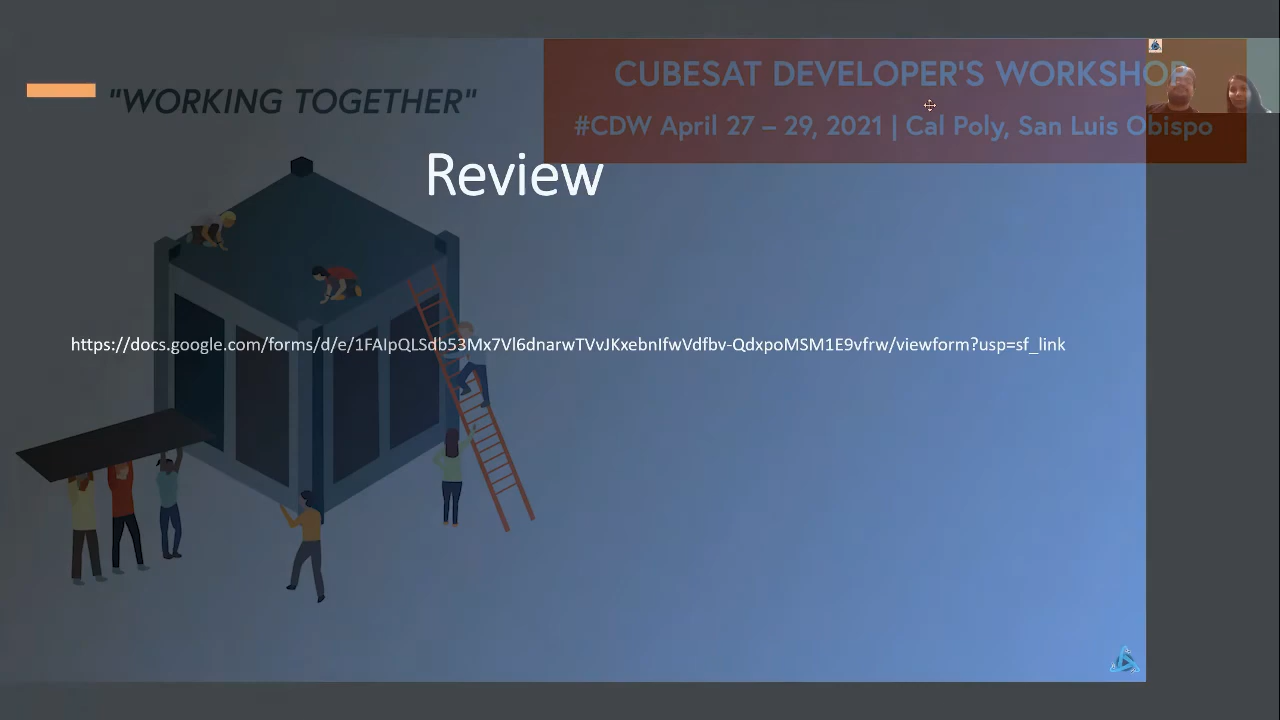 CUBESAT DEVELOPER'S WORKSHOP
"WORKING TOGETHER"
#CDW April 27 – 29, 2021 | Cal Poly, San Luis Obispo
Review
https://docs.google.com/forms/d/e/1FAIpQLSdb53Mx7Vl6dnarwTVvJKxebnIfwVdfbv-QdxpoMSM1E9vfrw/viewform?usp=sf_link